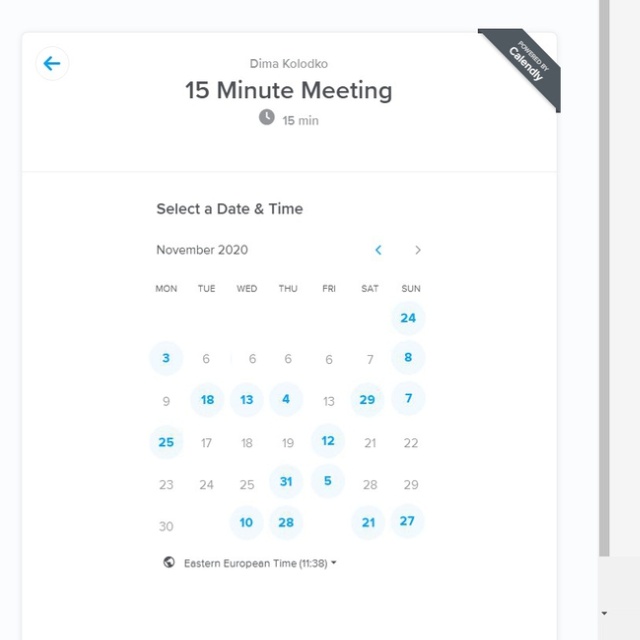 POWERED BY
Calendly
Dima Kolodko
15 Minute Meeting
15 min
Select a Date & Time
November 2020
MON TUE WED THU FRI SAT SUN
24
3 6 6 6 6 7 8
9 18 13 4 13 29 7
25 17 18 19 12 21 22
23 24 25 31 5 28 29
30 10 28 21 27
Eastern European Time (11:38)